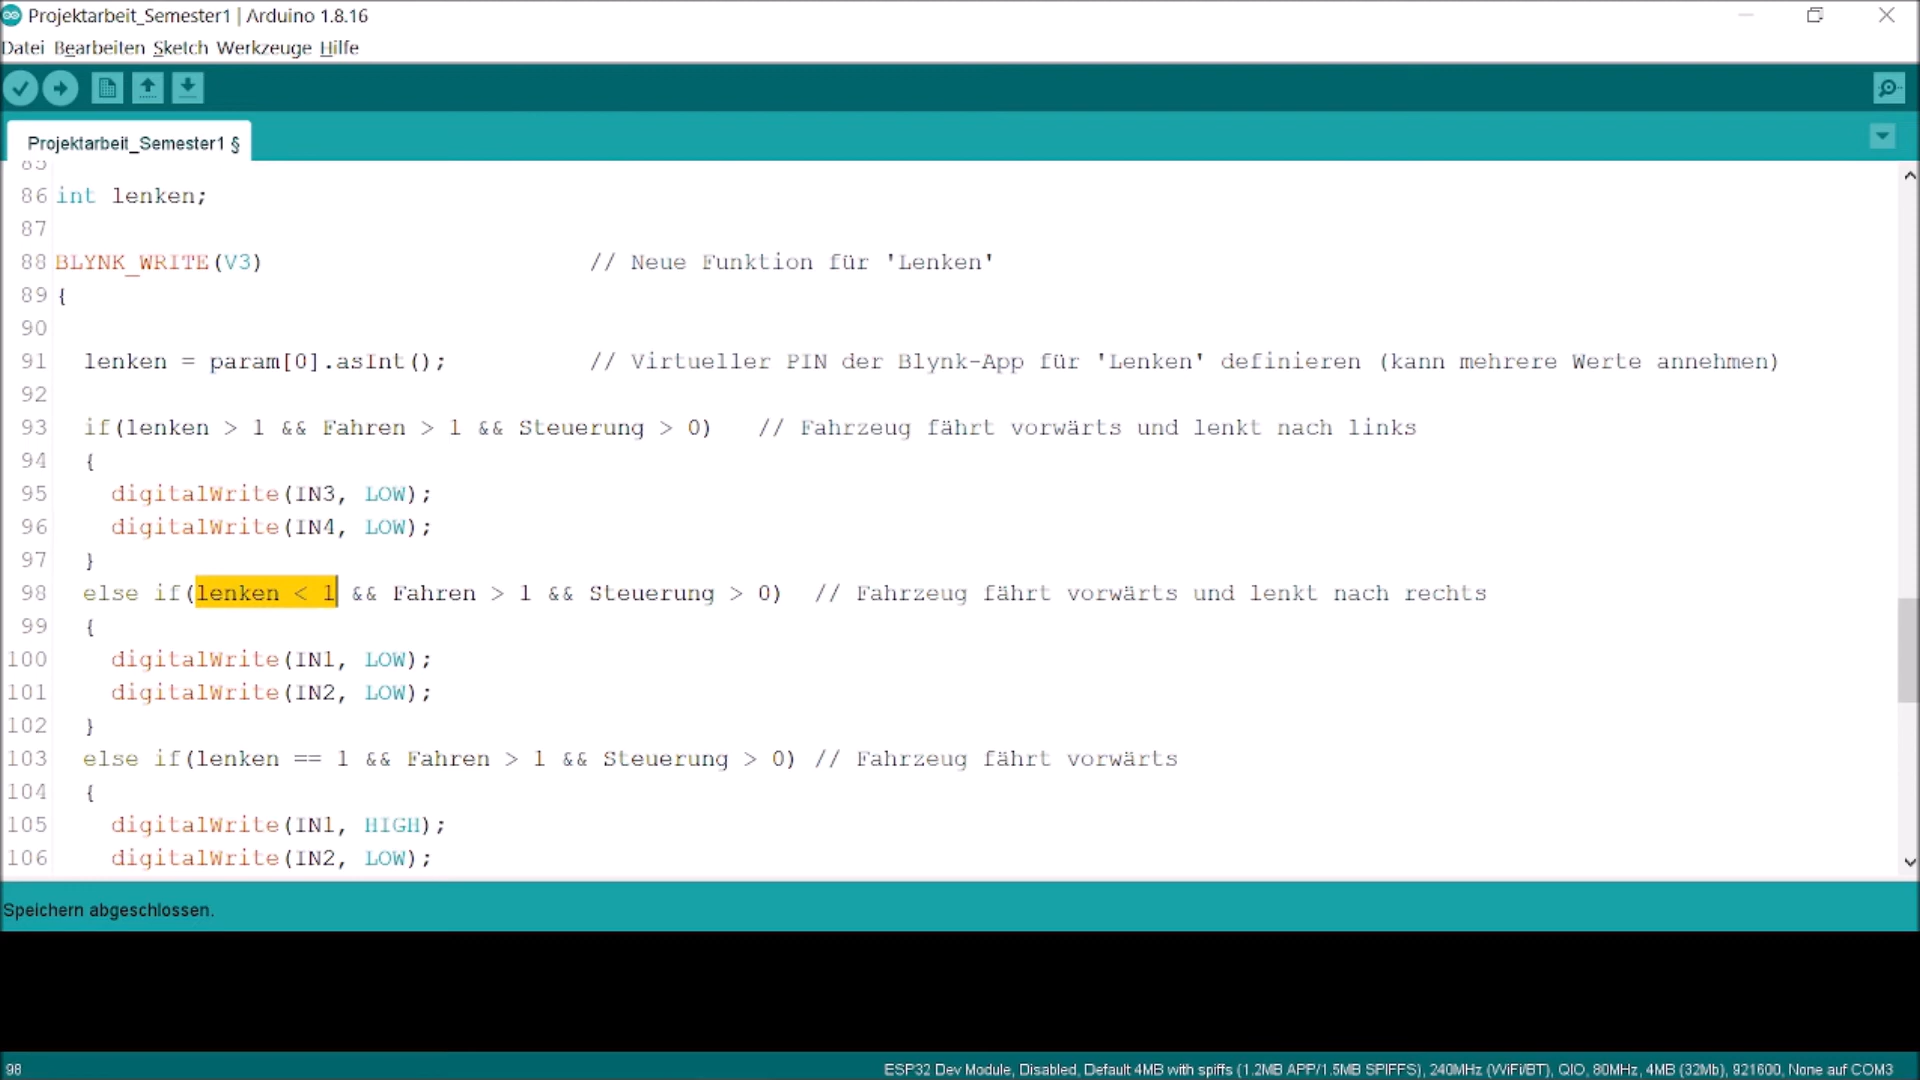 Projektarbeit_Semester1 | Arduino 1.8.16
Datei Bearbeiten Sketch Werkzeuge Hilfe
Projektarbeit_Semester1 §
85
86 int lenken;
87
88 BLYNK_WRITE(V3) // Neue Funktion für 'Lenken'
89 {
90
91 lenken = param[0].asInt(); // Virtueller PIN der Blynk-App für 'Lenken' definieren (kann mehrere Werte annehmen)
92
93 if(lenken > 1 && Fahren > 1 && Steuerung > 0) // Fahrzeug fährt vorwärts und lenkt nach links
94 {
95 digitalWrite(IN3, LOW);
96 digitalWrite(IN4, LOW);
97 }
98 else if(lenken < 1 && Fahren > 1 && Steuerung > 0) // Fahrzeug fährt vorwärts und lenkt nach rechts
99 {
100 digitalWrite(IN1, LOW);
101 digitalWrite(IN2, LOW);
102 }
103 else if(lenken == 1 && Fahren > 1 && Steuerung > 0) // Fahrzeug fährt vorwärts
104 {
105 digitalWrite(IN1, HIGH);
106 digitalWrite(IN2, LOW);
Speichern abgeschlossen.
98 ESP32 Dev Module, Disabled, Default 4MB with spiffs (1.2MB APP/1.5MB SPIFFS), 240MHz (WiFi/BT), QIO, 80MHz, 4MB (32Mb), 921600, None auf COM3